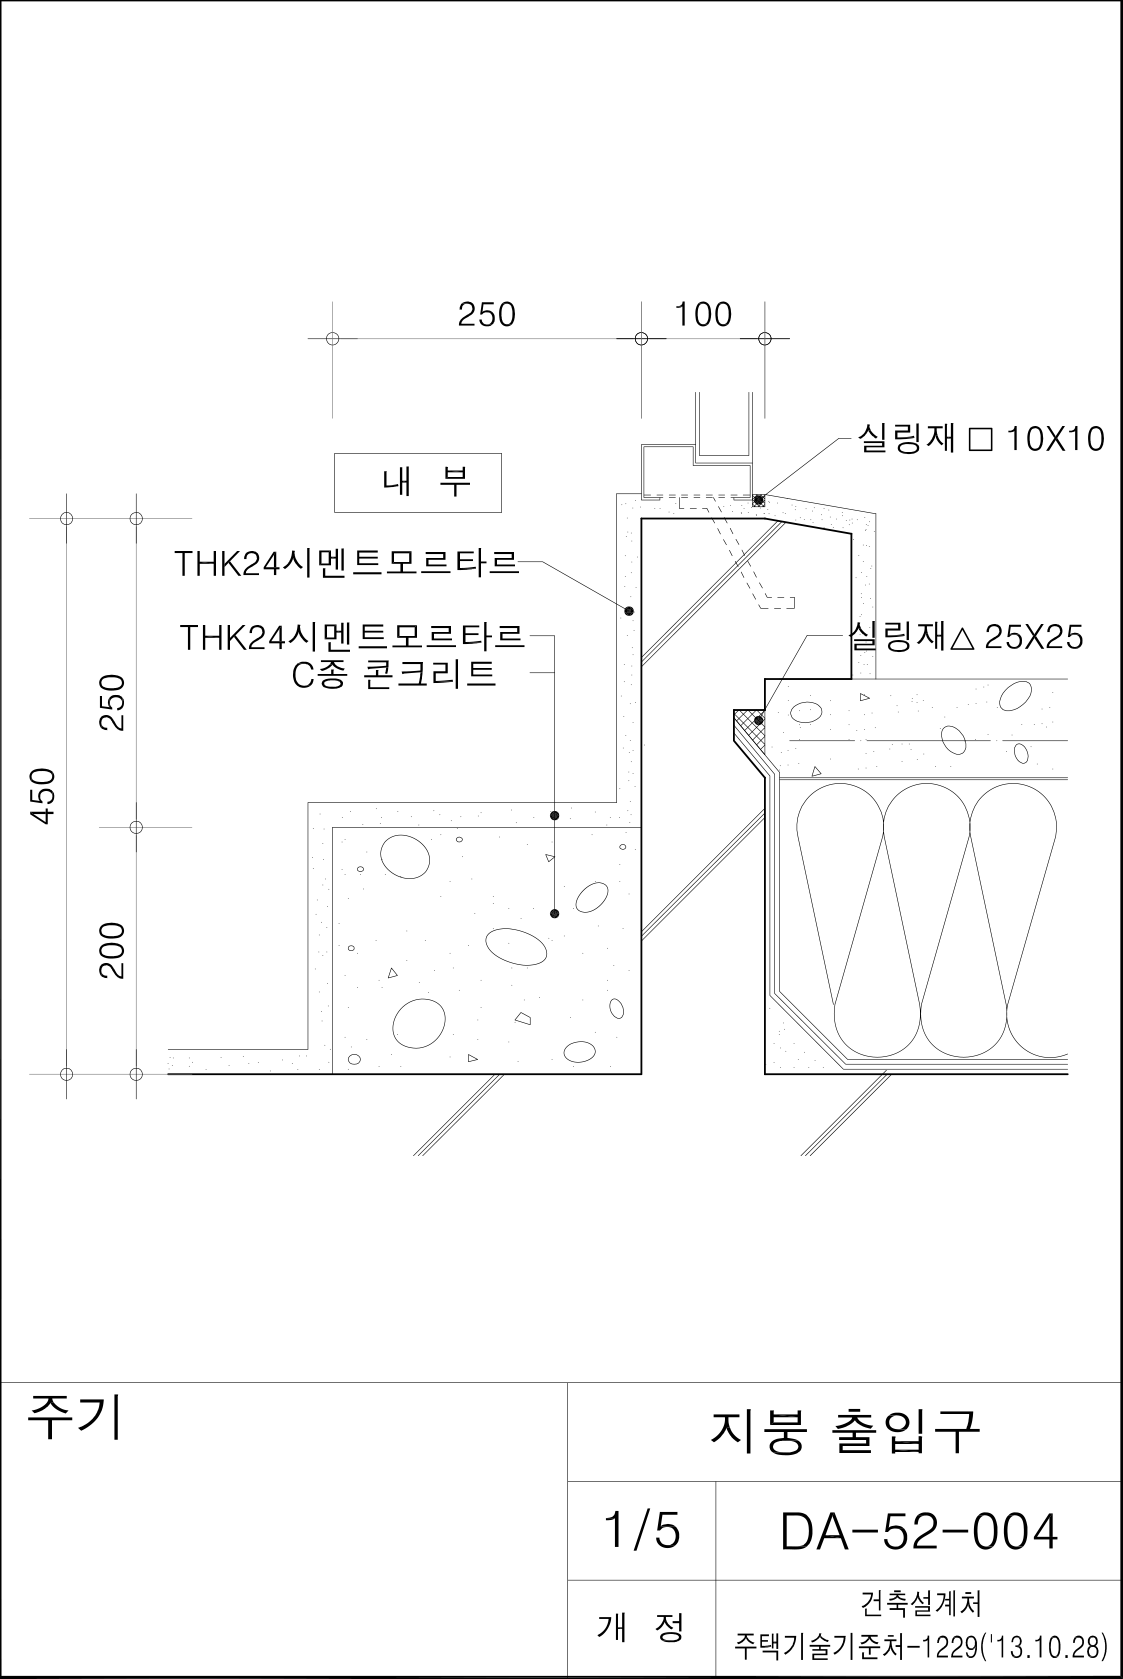 250
100
실링재 □ 10X10
내 부
THK24시멘트모르타르
THK24시멘트모르타르
C종 콘크리트
실링재△ 25X25
250
450
200
주기
지붕 출입구
1/5
DA-52-004
개 정
건축설계처
주택기술기준처-1229('13.10.28)